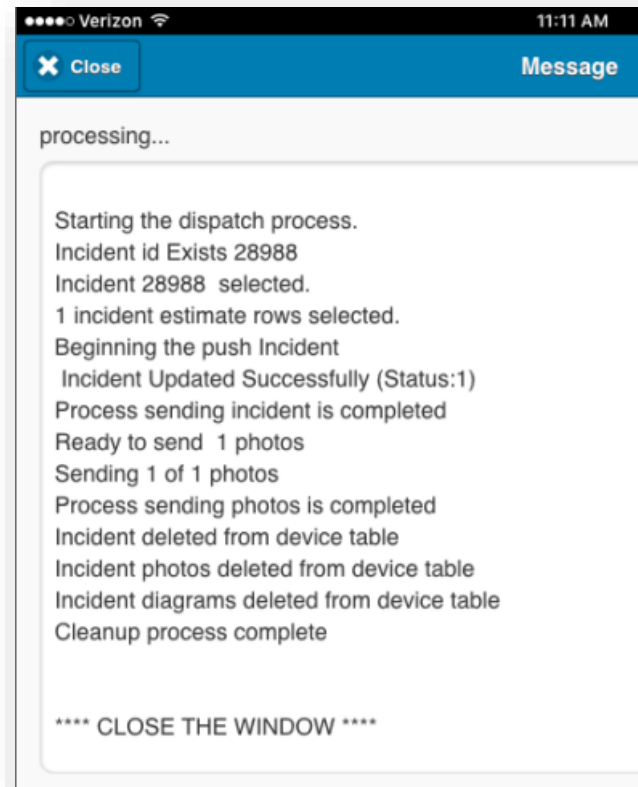 Verizon 11:11 AM
Close Message
processing...
Starting the dispatch process.
Incident id Exists 28988
Incident 28988 selected.
1 incident estimate rows selected.
Beginning the push Incident
Incident Updated Successfully (Status:1)
Process sending incident is completed
Ready to send 1 photos
Sending 1 of 1 photos
Process sending photos is completed
Incident deleted from device table
Incident photos deleted from device table
Incident diagrams deleted from device table
Cleanup process complete
**** CLOSE THE WINDOW ****